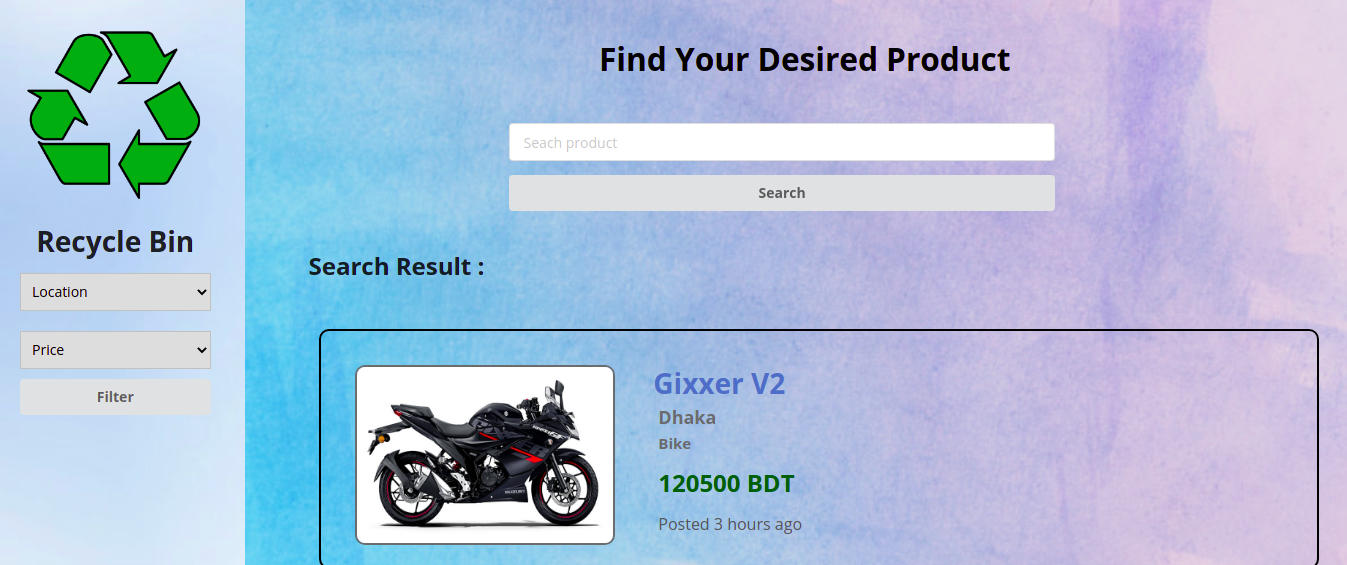 Recycle Bin
Location
Price
Filter
Find Your Desired Product
Seach product
Search
Search Result :
Gixxer V2
Dhaka
Bike
120500 BDT
Posted 3 hours ago